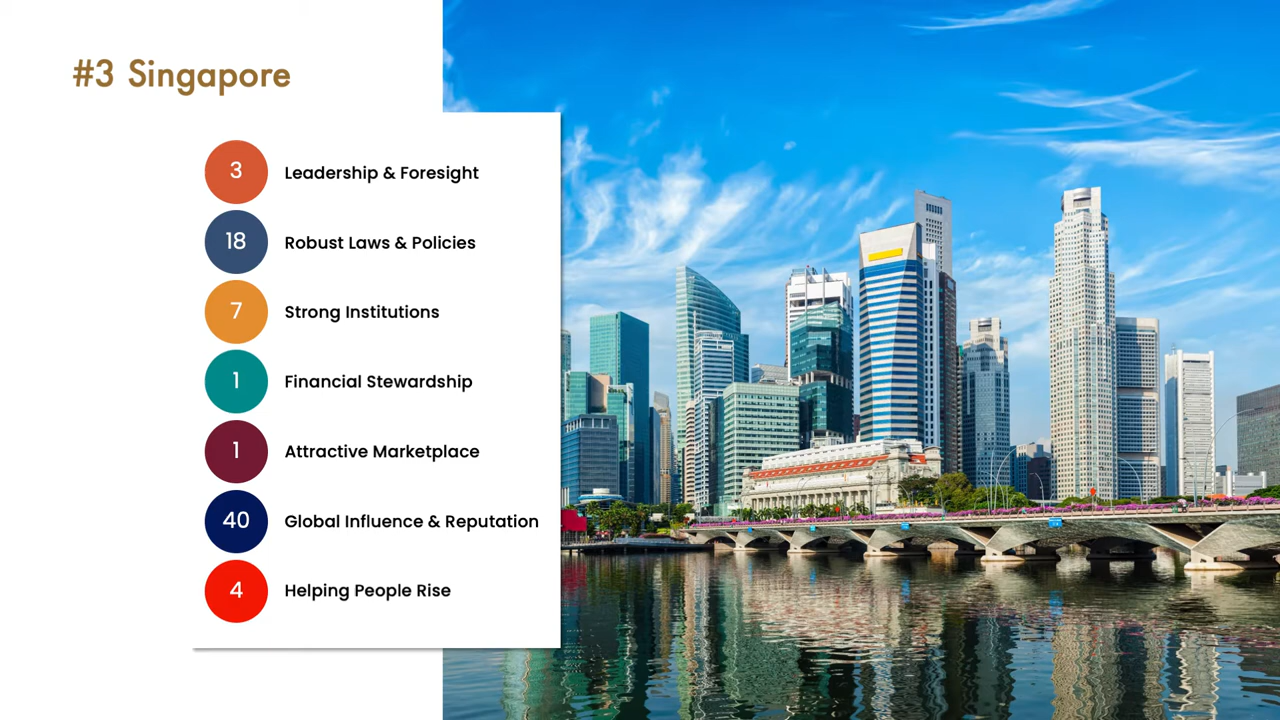 #3 Singapore
3 Leadership & Foresight
18 Robust Laws & Policies
7 Strong Institutions
1 Financial Stewardship
1 Attractive Marketplace
40 Global Influence & Reputation
4 Helping People Rise